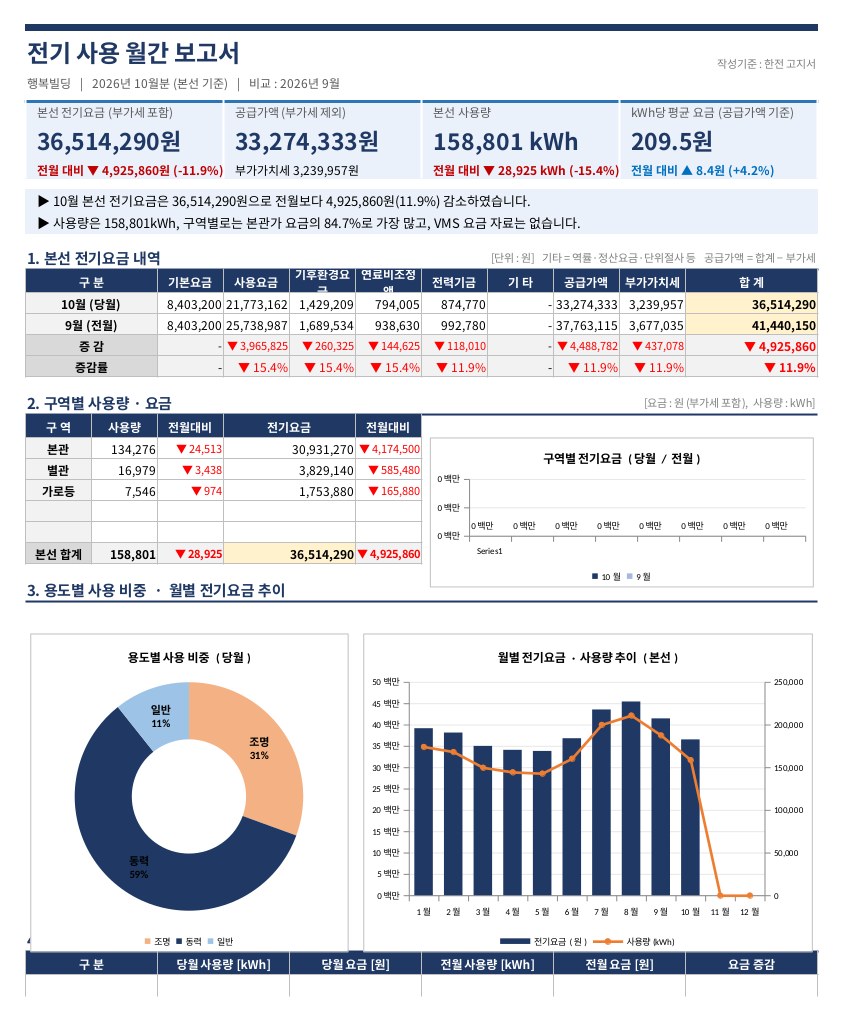 전기 사용 월간 보고서
작성기준 : 한전 고지서
행복빌딩 | 2026년 10월분 (본선 기준) | 비교 : 2026년 9월
본선 전기요금 (부가세 포함) 공급가액 (부가세 제외) 본선 사용량 kWh당 평균 요금 (공급가액 기준)
36,514,290원 33,274,333원 158,801 kWh 209.5원
전월 대비 ▼ 4,925,860원 (-11.9%) 부가가치세 3,239,957원 전월 대비 ▼ 28,925 kWh (-15.4%) 전월 대비 ▲ 8.4원 (+4.2%)
▶ 10월 본선 전기요금은 36,514,290원으로 전월보다 4,925,860원(11.9%) 감소하였습니다.
▶ 사용량은 158,801kWh, 구역별로는 본관가 요금의 84.7%로 가장 많고, VMS 요금 자료는 없습니다.
1. 본선 전기요금 내역 [단위 : 원] 기타 = 역률·정산요금·단위절사 등 공급가액 = 합계 − 부가세
구 분 기본요금 사용요금 기후환경요금 연료비조정액 전력기금 기 타 공급가액 부가가치세 합 계
10월 (당월) 8,403,200 21,773,162 1,429,209 794,005 874,770 - 33,274,333 3,239,957 36,514,290
9월 (전월) 8,403,200 25,738,987 1,689,534 938,630 992,780 - 37,763,115 3,677,035 41,440,150
증 감 - ▼ 3,965,825 ▼ 260,325 ▼ 144,625 ▼ 118,010 - ▼ 4,488,782 ▼ 437,078 ▼ 4,925,860
증감률 - ▼ 15.4% ▼ 15.4% ▼ 15.4% ▼ 11.9% - ▼ 11.9% ▼ 11.9% ▼ 11.9%
2. 구역별 사용량 · 요금 [요금 : 원 (부가세 포함), 사용량 : kWh]
구 역 사용량 전월대비 전기요금 전월대비
본관 134,276 ▼ 24,513 30,931,270 ▼ 4,174,500
별관 16,979 ▼ 3,438 3,829,140 ▼ 585,480
가로등 7,546 ▼ 974 1,753,880 ▼ 165,880
본선 합계 158,801 ▼ 28,925 36,514,290 ▼ 4,925,860
구역별 전기요금 ( 당월 / 전월 )
0 백만
0 백만
0 백만 0 백만 0 백만 0 백만 0 백만 0 백만 0 백만
0 백만
Series1
10 월 9 월
3. 용도별 사용 비중 · 월별 전기요금 추이
용도별 사용 비중 ( 당월 )
일반
11%
조명
31%
동력
59%
조명 동력 일반
월별 전기요금 · 사용량 추이 ( 본선 )
50 백만 250,000
45 백만
40 백만 200,000
35 백만
30 백만 150,000
25 백만
20 백만 100,000
15 백만
10 백만 50,000
5 백만
0 백만 0
1 월 2 월 3 월 4 월 5 월 6 월 7 월 8 월 9 월 10 월 11 월 12 월
전기요금 ( 원 ) 사용량 (kWh)
구 분 당월 사용량 [kWh] 당월 요금 [원] 전월 사용량 [kWh] 전월 요금 [원] 요금 증감